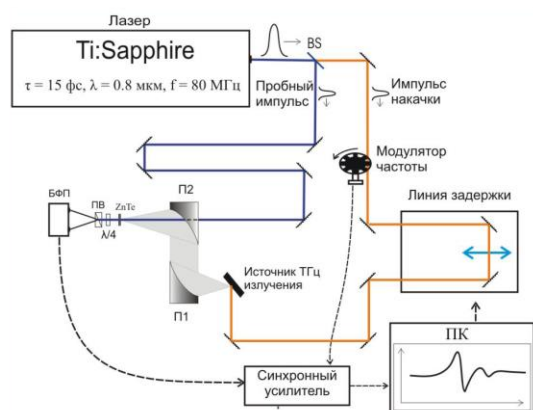 Лазер
Ti:Sapphire
τ = 15 фс, λ = 0.8 мкм, f = 80 МГц
BS
Пробный
импульс
Импульс
накачки
Модулятор
частоты
Линия задержки
БФП
ПВ
λ/4
ZnTe
П2
Источник ТГц
излучения
П1
ПК
Синхронный
усилитель